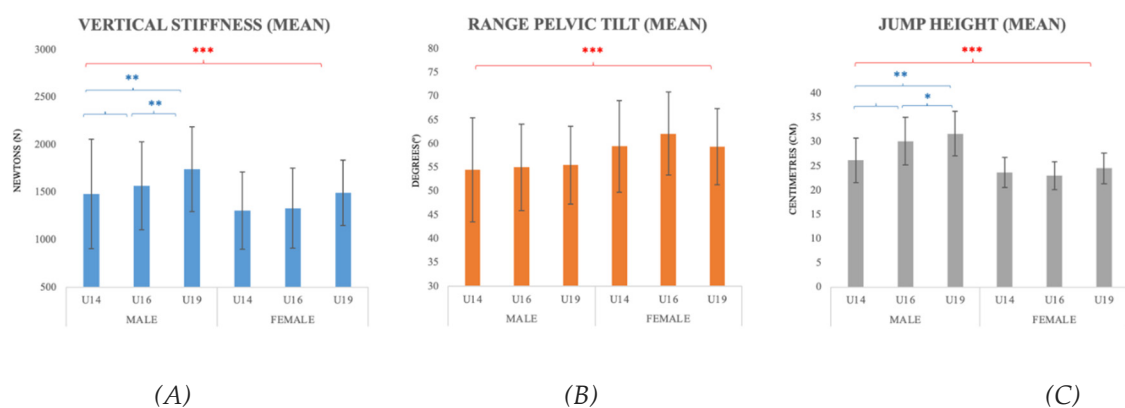 VERTICAL STIFFNESS (MEAN)
3000
2500
2000
1500
1000
500
NEWTONS (N)
***
**
**
U14 U16 U19 U14 U16 U19
MALE FEMALE
(A)
RANGE PELVIC TILT (MEAN)
80
75
70
65
60
55
50
45
40
35
30
DEGREES(º)
***
U14 U16 U19 U14 U16 U19
MALE FEMALE
(B)
JUMP HEIGHT (MEAN)
40
35
30
25
20
15
10
5
0
CENTIMETRES (CM)
***
**
*
U14 U16 U19 U14 U16 U19
MALE FEMALE
(C)